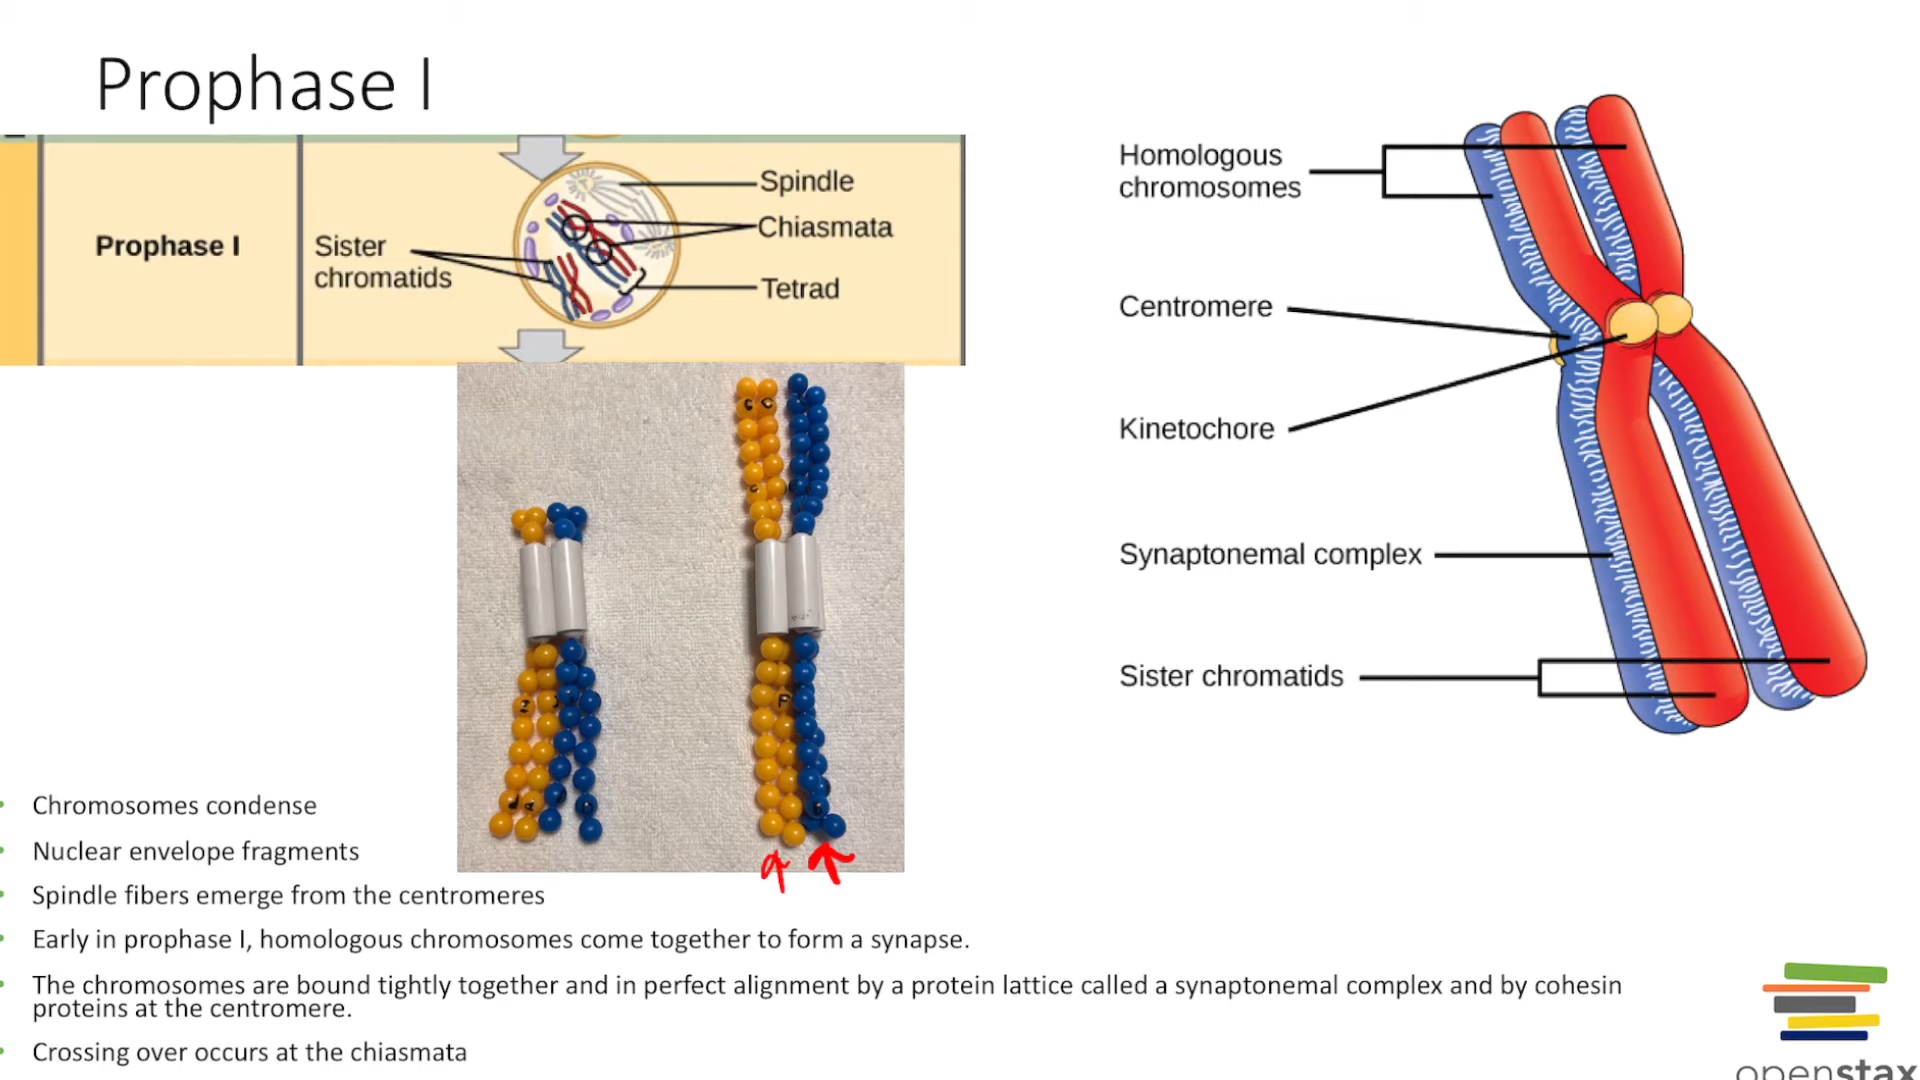 Prophase I
Prophase I
Sister
chromatids
Spindle
Chiasmata
Tetrad
Homologous
chromosomes
Centromere
Kinetochore
Synaptonemal complex
Sister chromatids
Chromosomes condense
Nuclear envelope fragments
Spindle fibers emerge from the centromeres
Early in prophase I, homologous chromosomes come together to form a synapse.
The chromosomes are bound tightly together and in perfect alignment by a protein lattice called a synaptonemal complex and by cohesin
proteins at the centromere.
Crossing over occurs at the chiasmata
openstax